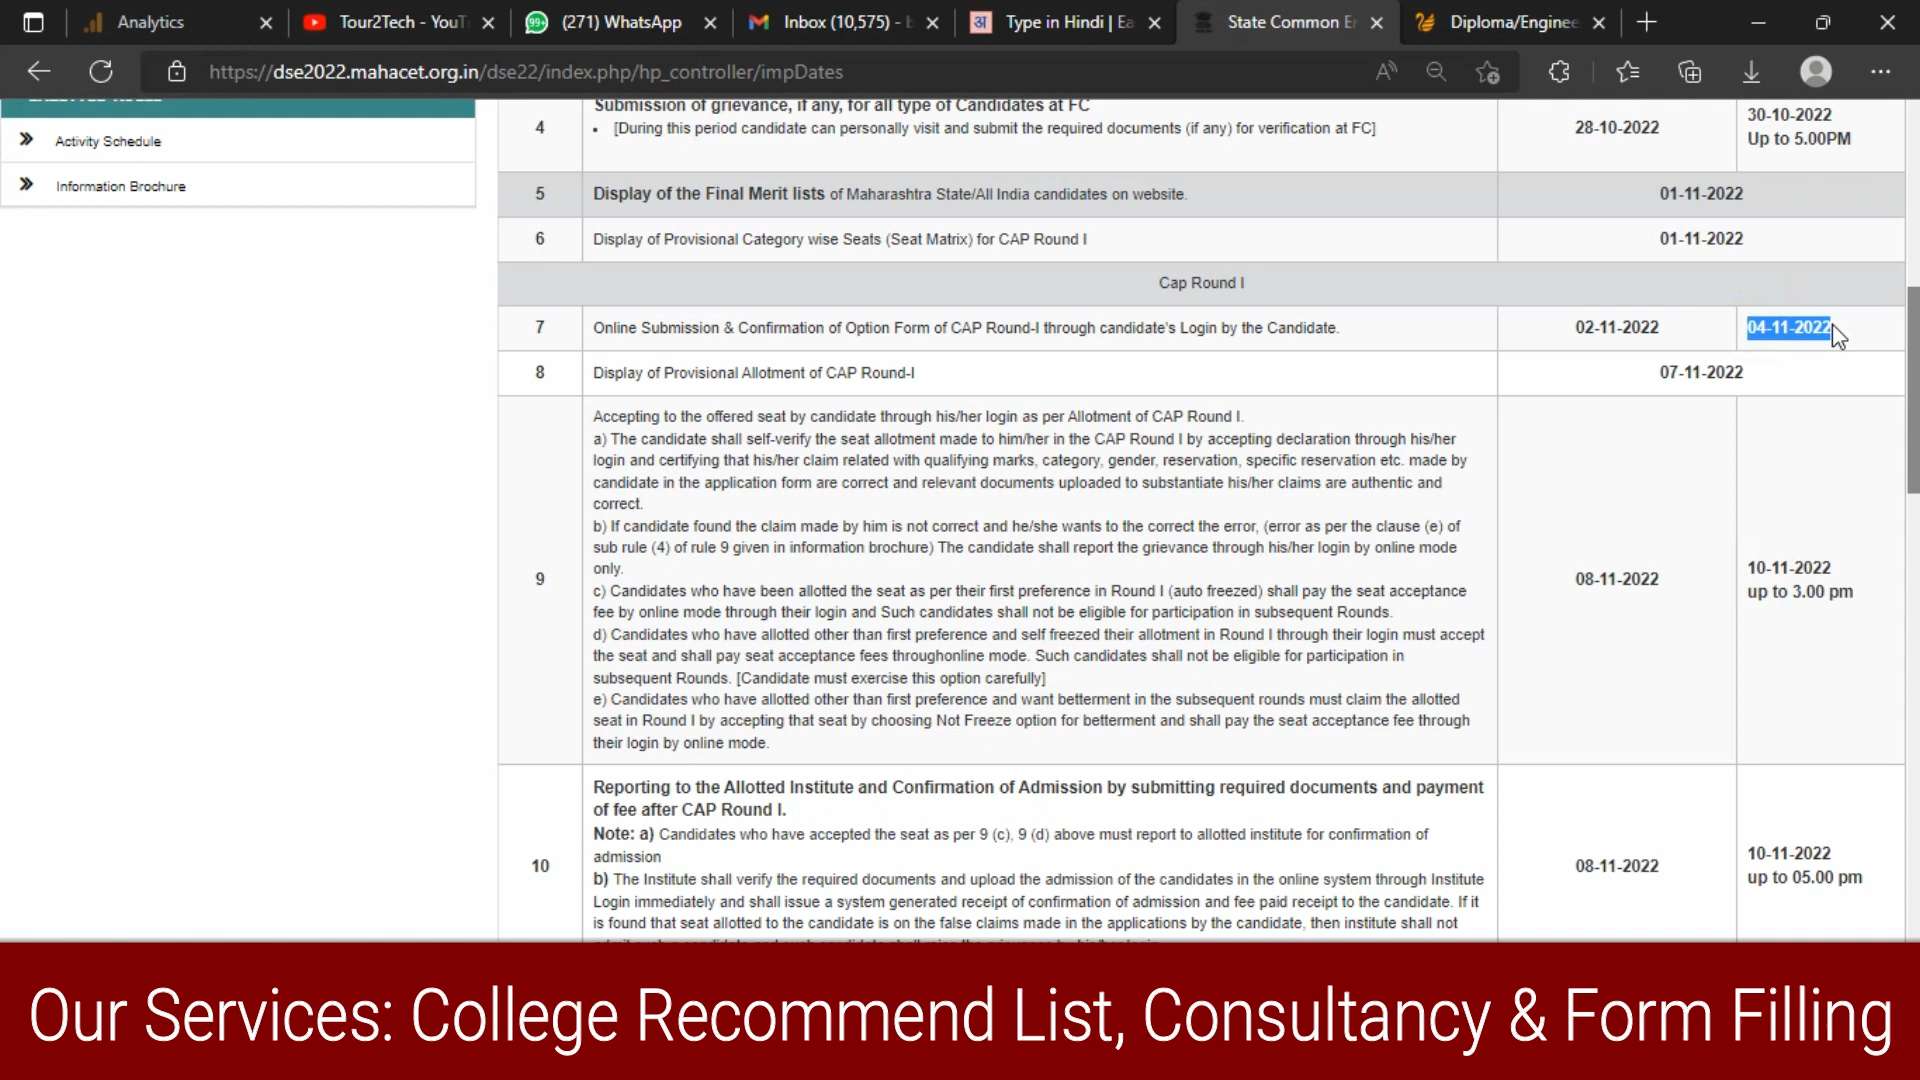 Analytics
Tour2Tech - YouT
99+
(271) WhatsApp
Inbox (10,575) -
अ
Type in Hindi | Ea
State Common E
Diploma/Enginee
https://dse2022.mahacet.org.in/dse22/index.php/hp_controller/impDates
Activity Schedule
Information Brochure
4
Submission of grievance, if any, for all type of Candidates at FC
• [During this period candidate can personally visit and submit the required documents (if any) for verification at FC]
28-10-2022
30-10-2022
Up to 5.00PM
5
Display of the Final Merit lists of Maharashtra State/All India candidates on website.
01-11-2022
6
Display of Provisional Category wise Seats (Seat Matrix) for CAP Round I
01-11-2022
Cap Round I
7
Online Submission & Confirmation of Option Form of CAP Round-I through candidate's Login by the Candidate.
02-11-2022
04-11-2022
8
Display of Provisional Allotment of CAP Round-I
07-11-2022
9
Accepting to the offered seat by candidate through his/her login as per Allotment of CAP Round I.
a) The candidate shall self-verify the seat allotment made to him/her in the CAP Round I by accepting declaration through his/her
login and certifying that his/her claim related with qualifying marks, category, gender, reservation, specific reservation etc. made by
candidate in the application form are correct and relevant documents uploaded to substantiate his/her claims are authentic and
correct.
b) If candidate found the claim made by him is not correct and he/she wants to the correct the error, (error as per the clause (e) of
sub rule (4) of rule 9 given in information brochure) The candidate shall report the grievance through his/her login by online mode
only.
c) Candidates who have been allotted the seat as per their first preference in Round I (auto freezed) shall pay the seat acceptance
fee by online mode through their login and Such candidates shall not be eligible for participation in subsequent Rounds.
d) Candidates who have allotted other than first preference and self freezed their allotment in Round I through their login must accept
the seat and shall pay seat acceptance fees throughonline mode. Such candidates shall not be eligible for participation in
subsequent Rounds. [Candidate must exercise this option carefully]
e) Candidates who have allotted other than first preference and want betterment in the subsequent rounds must claim the allotted
seat in Round I by accepting that seat by choosing Not Freeze option for betterment and shall pay the seat acceptance fee through
their login by online mode.
08-11-2022
10-11-2022
up to 3.00 pm
10
Reporting to the Allotted Institute and Confirmation of Admission by submitting required documents and payment
of fee after CAP Round I.
Note: a) Candidates who have accepted the seat as per 9 (c), 9 (d) above must report to allotted institute for confirmation of
admission
b) The Institute shall verify the required documents and upload the admission of the candidates in the online system through Institute
Login immediately and shall issue a system generated receipt of confirmation of admission and fee paid receipt to the candidate. If it
is found that seat allotted to the candidate is on the false claims made in the applications by the candidate, then institute shall not
08-11-2022
10-11-2022
up to 05.00 pm
Our Services: College Recommend List, Consultancy & Form Filling